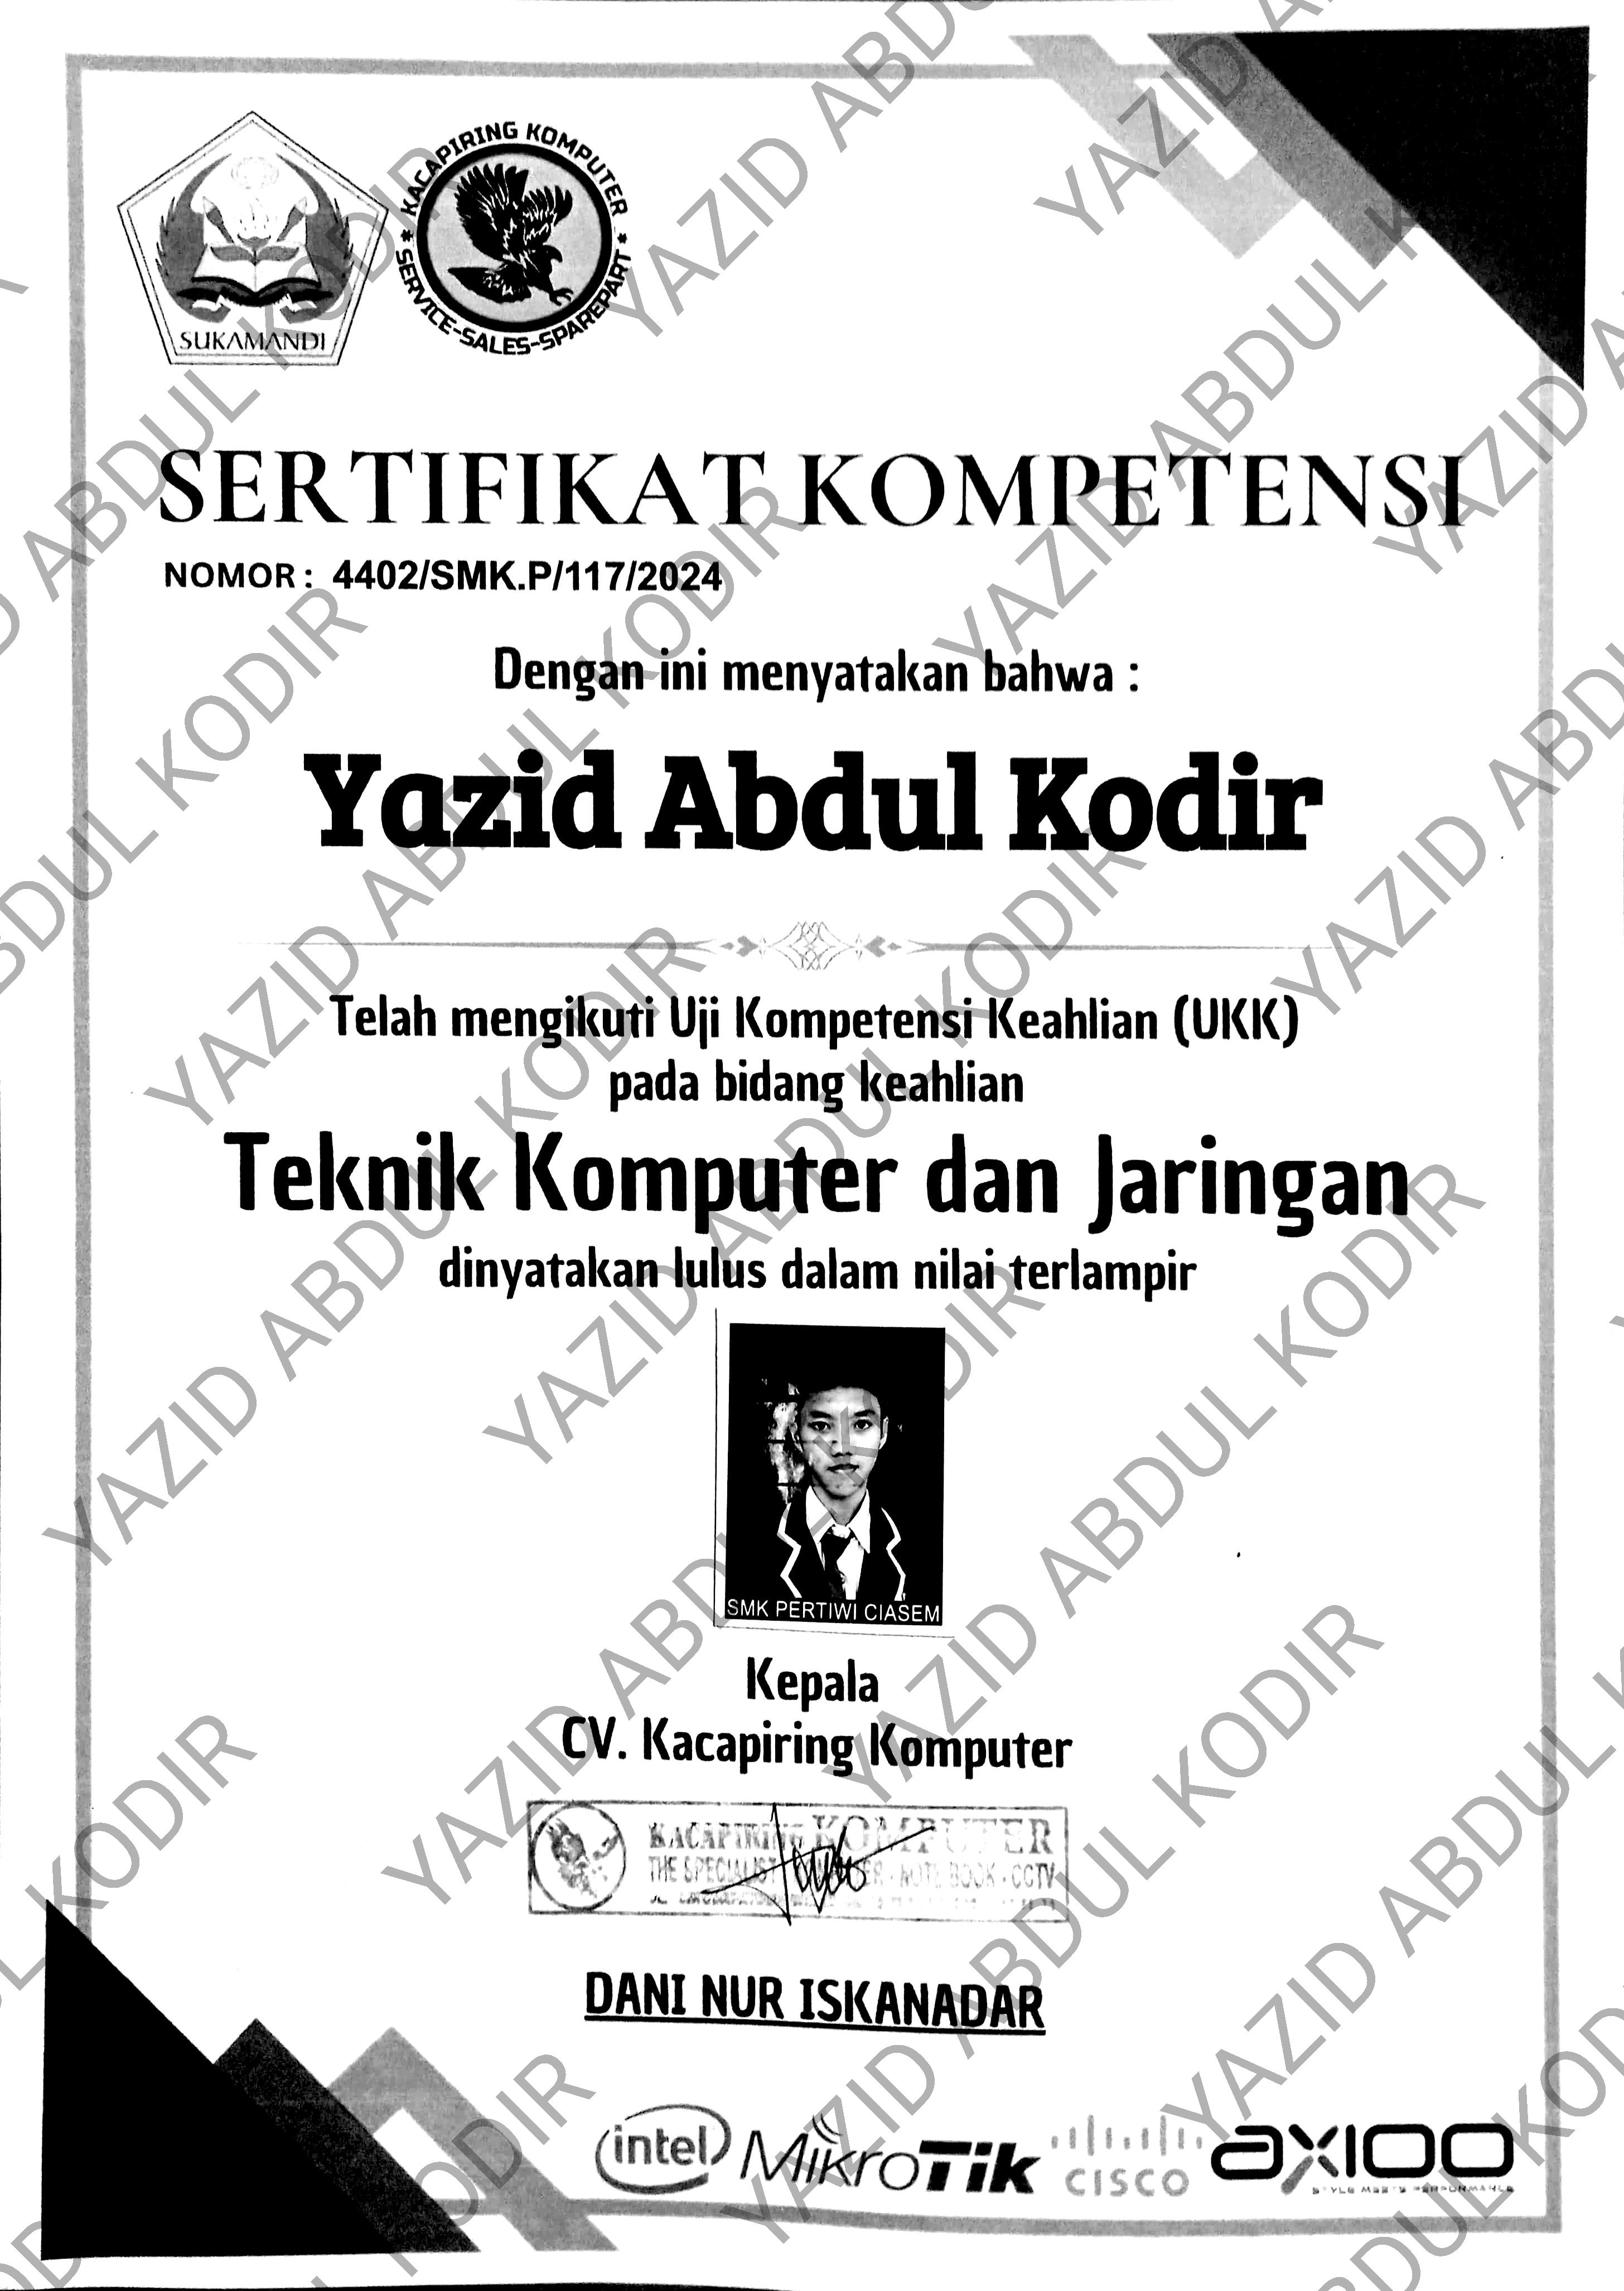 SUKAMANDI
* KACAPIRING KOMPUTER *
SERVICE-SALES-SPAREPART
SERTIFIKAT KOMPETENSI
NOMOR : 4402/SMK.P/117/2024
Dengan ini menyatakan bahwa :
Yazid Abdul Kodir
Telah mengikuti Uji Kompetensi Keahlian (UKK)
pada bidang keahlian
Teknik Komputer dan Jaringan
dinyatakan lulus dalam nilai terlampir
SMK PERTIWI CIASEM
Kepala
CV. Kacapiring Komputer
KACAPIRING KOMPUTER
THE SPECIALIST NOTE BOOK - CCTV
DANI NUR ISKANADAR
intel MikroTik CISCO axioo
STYLE MEETS PERFORMANCE
YAZID ABDUL KODIR